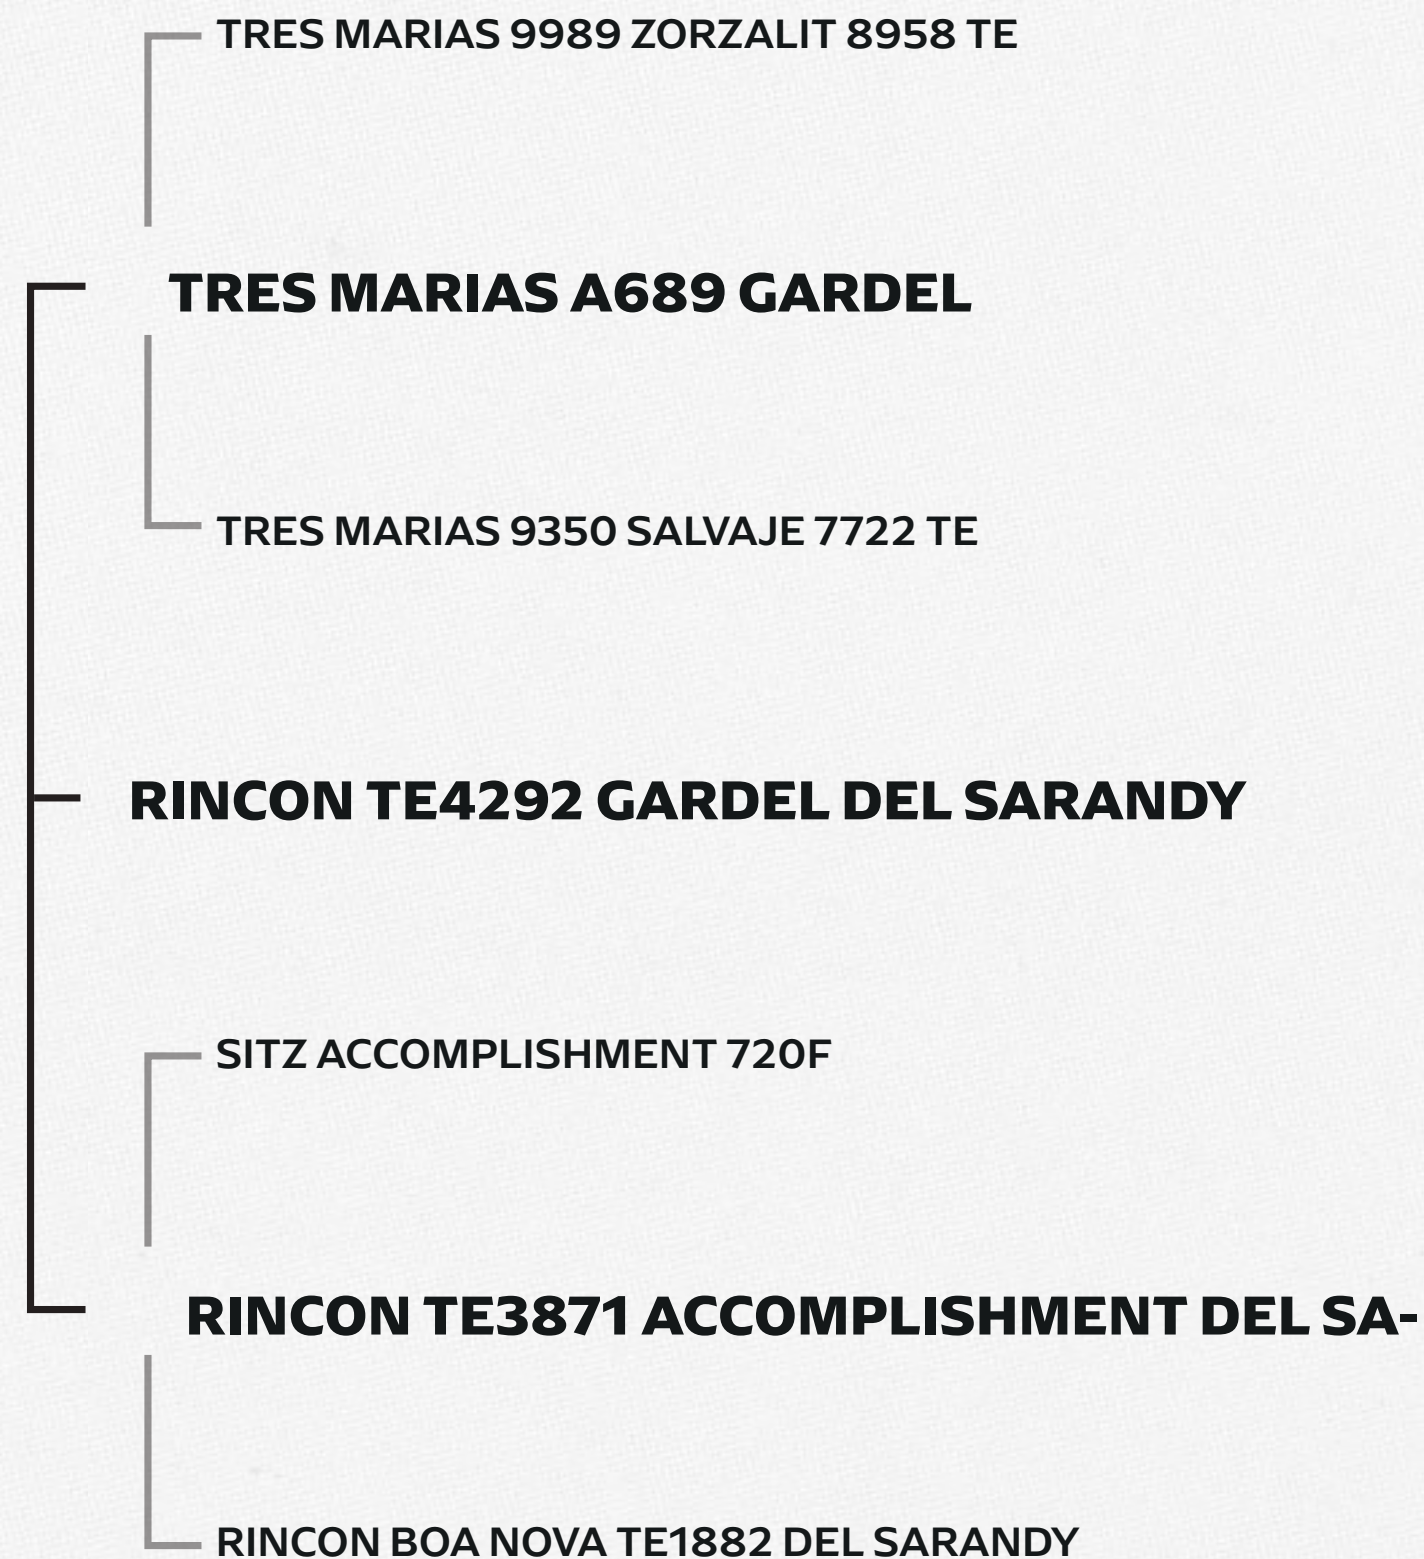 TRES MARIAS 9989 ZORZALIT 8958 TE
TRES MARIAS A689 GARDEL
TRES MARIAS 9350 SALVAJE 7722 TE
RINCON TE4292 GARDEL DEL SARANDY
SITZ ACCOMPLISHMENT 720F
RINCON TE3871 ACCOMPLISHMENT DEL SA-
RINCON BOA NOVA TE1882 DEL SARANDY